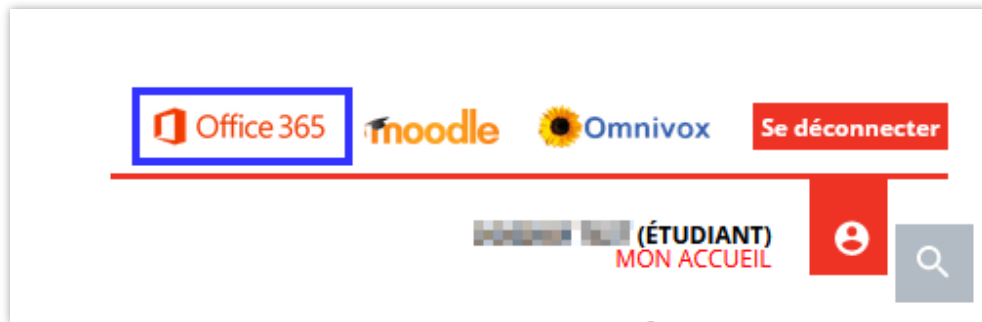 Office 365 moodle Omnivox Se déconnecter
(ÉTUDIANT)
MON ACCUEIL